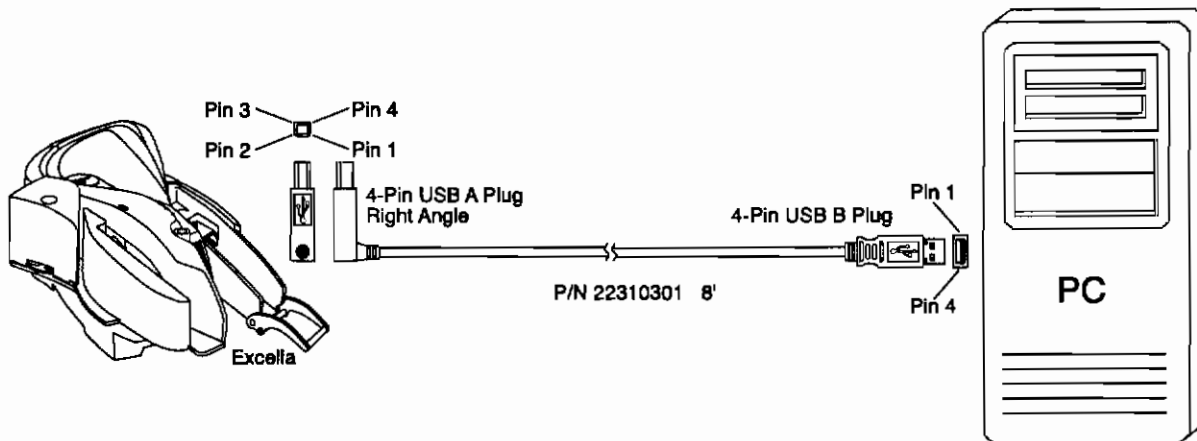 Pin 3
Pin 4
Pin 2
Pin 1
4-Pin USB A Plug
Right Angle
4-Pin USB B Plug
Pin 1
Pin 4
P/N 22310301 8'
PC
Excella